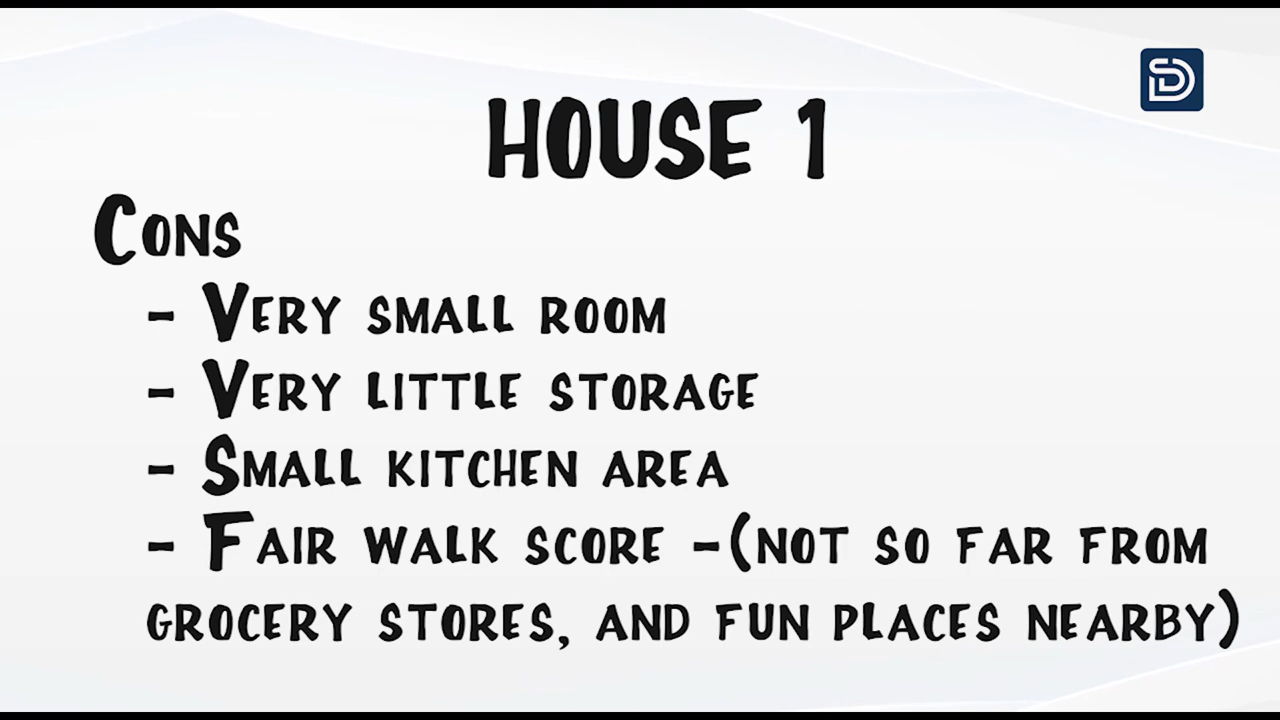 HOUSE 1
CONS
- VERY SMALL ROOM
- VERY LITTLE STORAGE
- SMALL KITCHEN AREA
- FAIR WALK SCORE -(NOT SO FAR FROM
GROCERY STORES, AND FUN PLACES NEARBY)